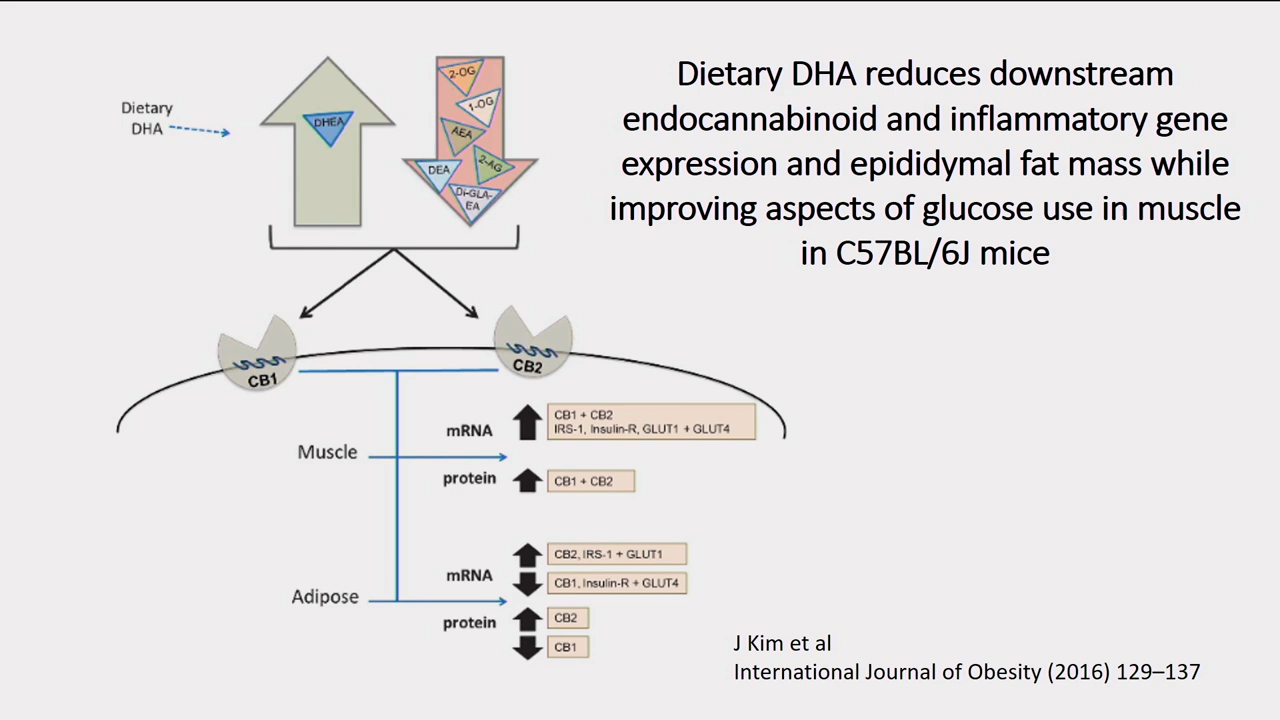 Dietary DHA reduces downstream
endocannabinoid and inflammatory gene
expression and epididymal fat mass while
improving aspects of glucose use in muscle
in C57BL/6J mice
Dietary
DHA
DHEA
2-OG
1-OG
AEA
2-AG
DEA
Di-GLA-
EA
CB1
CB2
Muscle
mRNA
CB1 + CB2
IRS-1, Insulin-R, GLUT1 + GLUT4
protein
CB1 + CB2
Adipose
mRNA
CB2, IRS-1 + GLUT1
CB1, Insulin-R + GLUT4
protein
CB2
CB1
J Kim et al
International Journal of Obesity (2016) 129–137